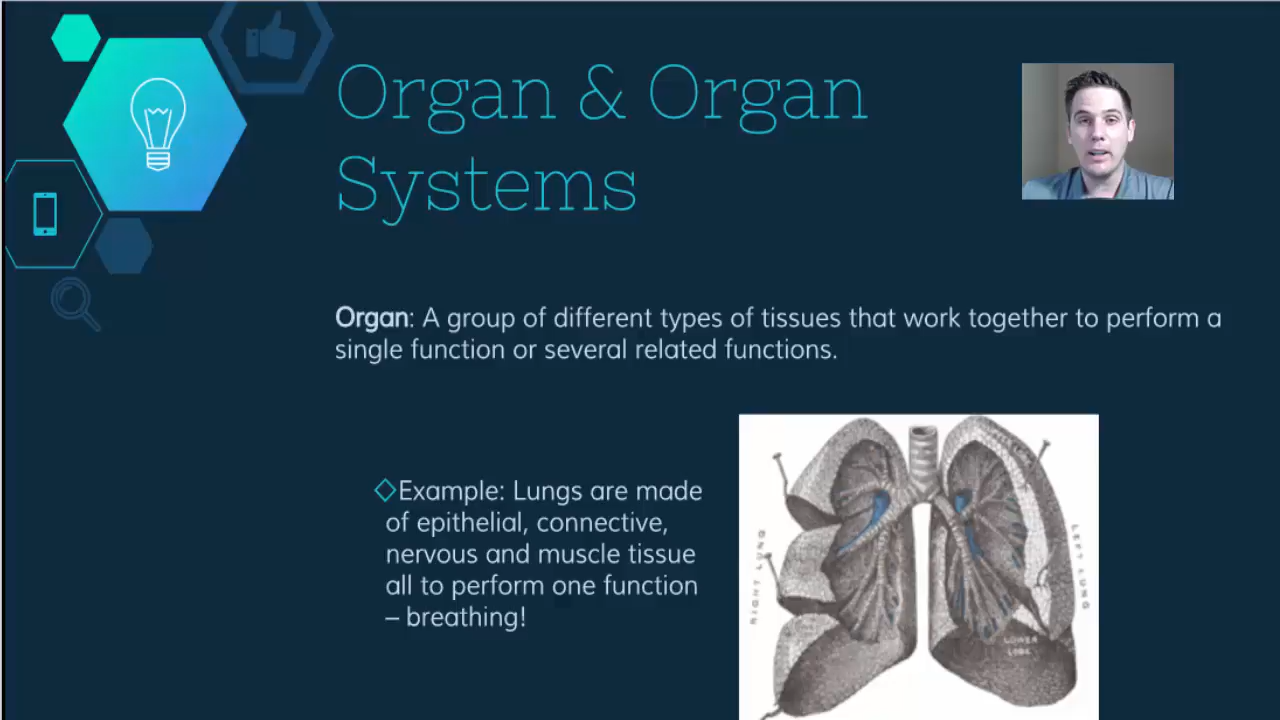 Organ & Organ
Systems
Organ: A group of different types of tissues that work together to perform a
single function or several related functions.
Example: Lungs are made
of epithelial, connective,
nervous and muscle tissue
all to perform one function
– breathing!
RIGHT LUNG
LEFT LUNG
LOWER
LOBE